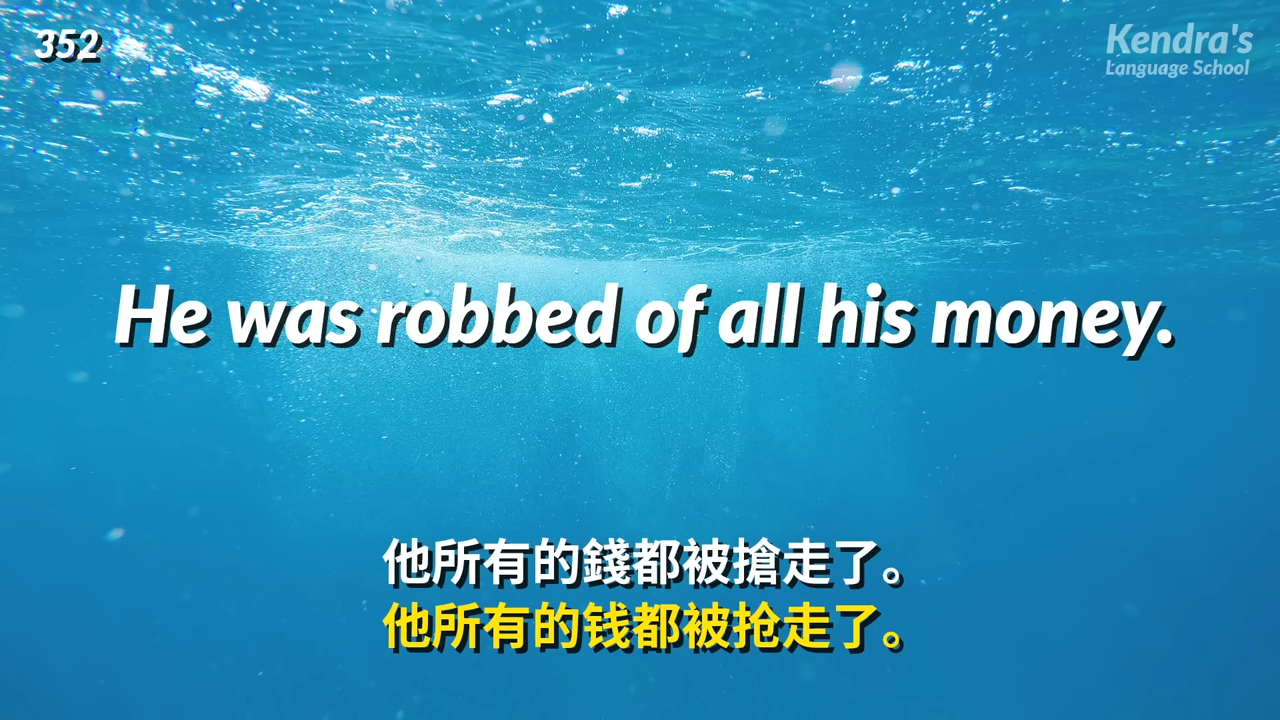 352
Kendra's
Language School
He was robbed of all his money.
他所有的錢都被搶走了。
他所有的钱都被抢走了。